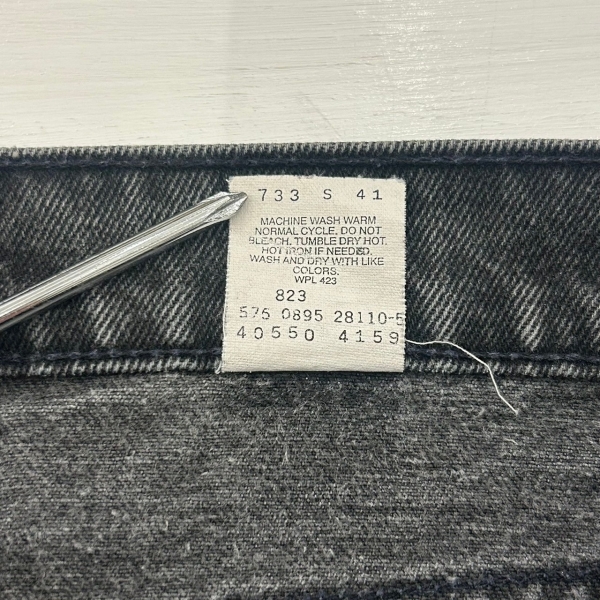 733 S 41
MACHINE WASH WARM
NORMAL CYCLE. DO NOT
BLEACH. TUMBLE DRY HOT.
HOT IRON IF NEEDED.
WASH AND DRY WITH LIKE
COLORS.
WPL 423
823
575 0895 28110-5
40550 4159